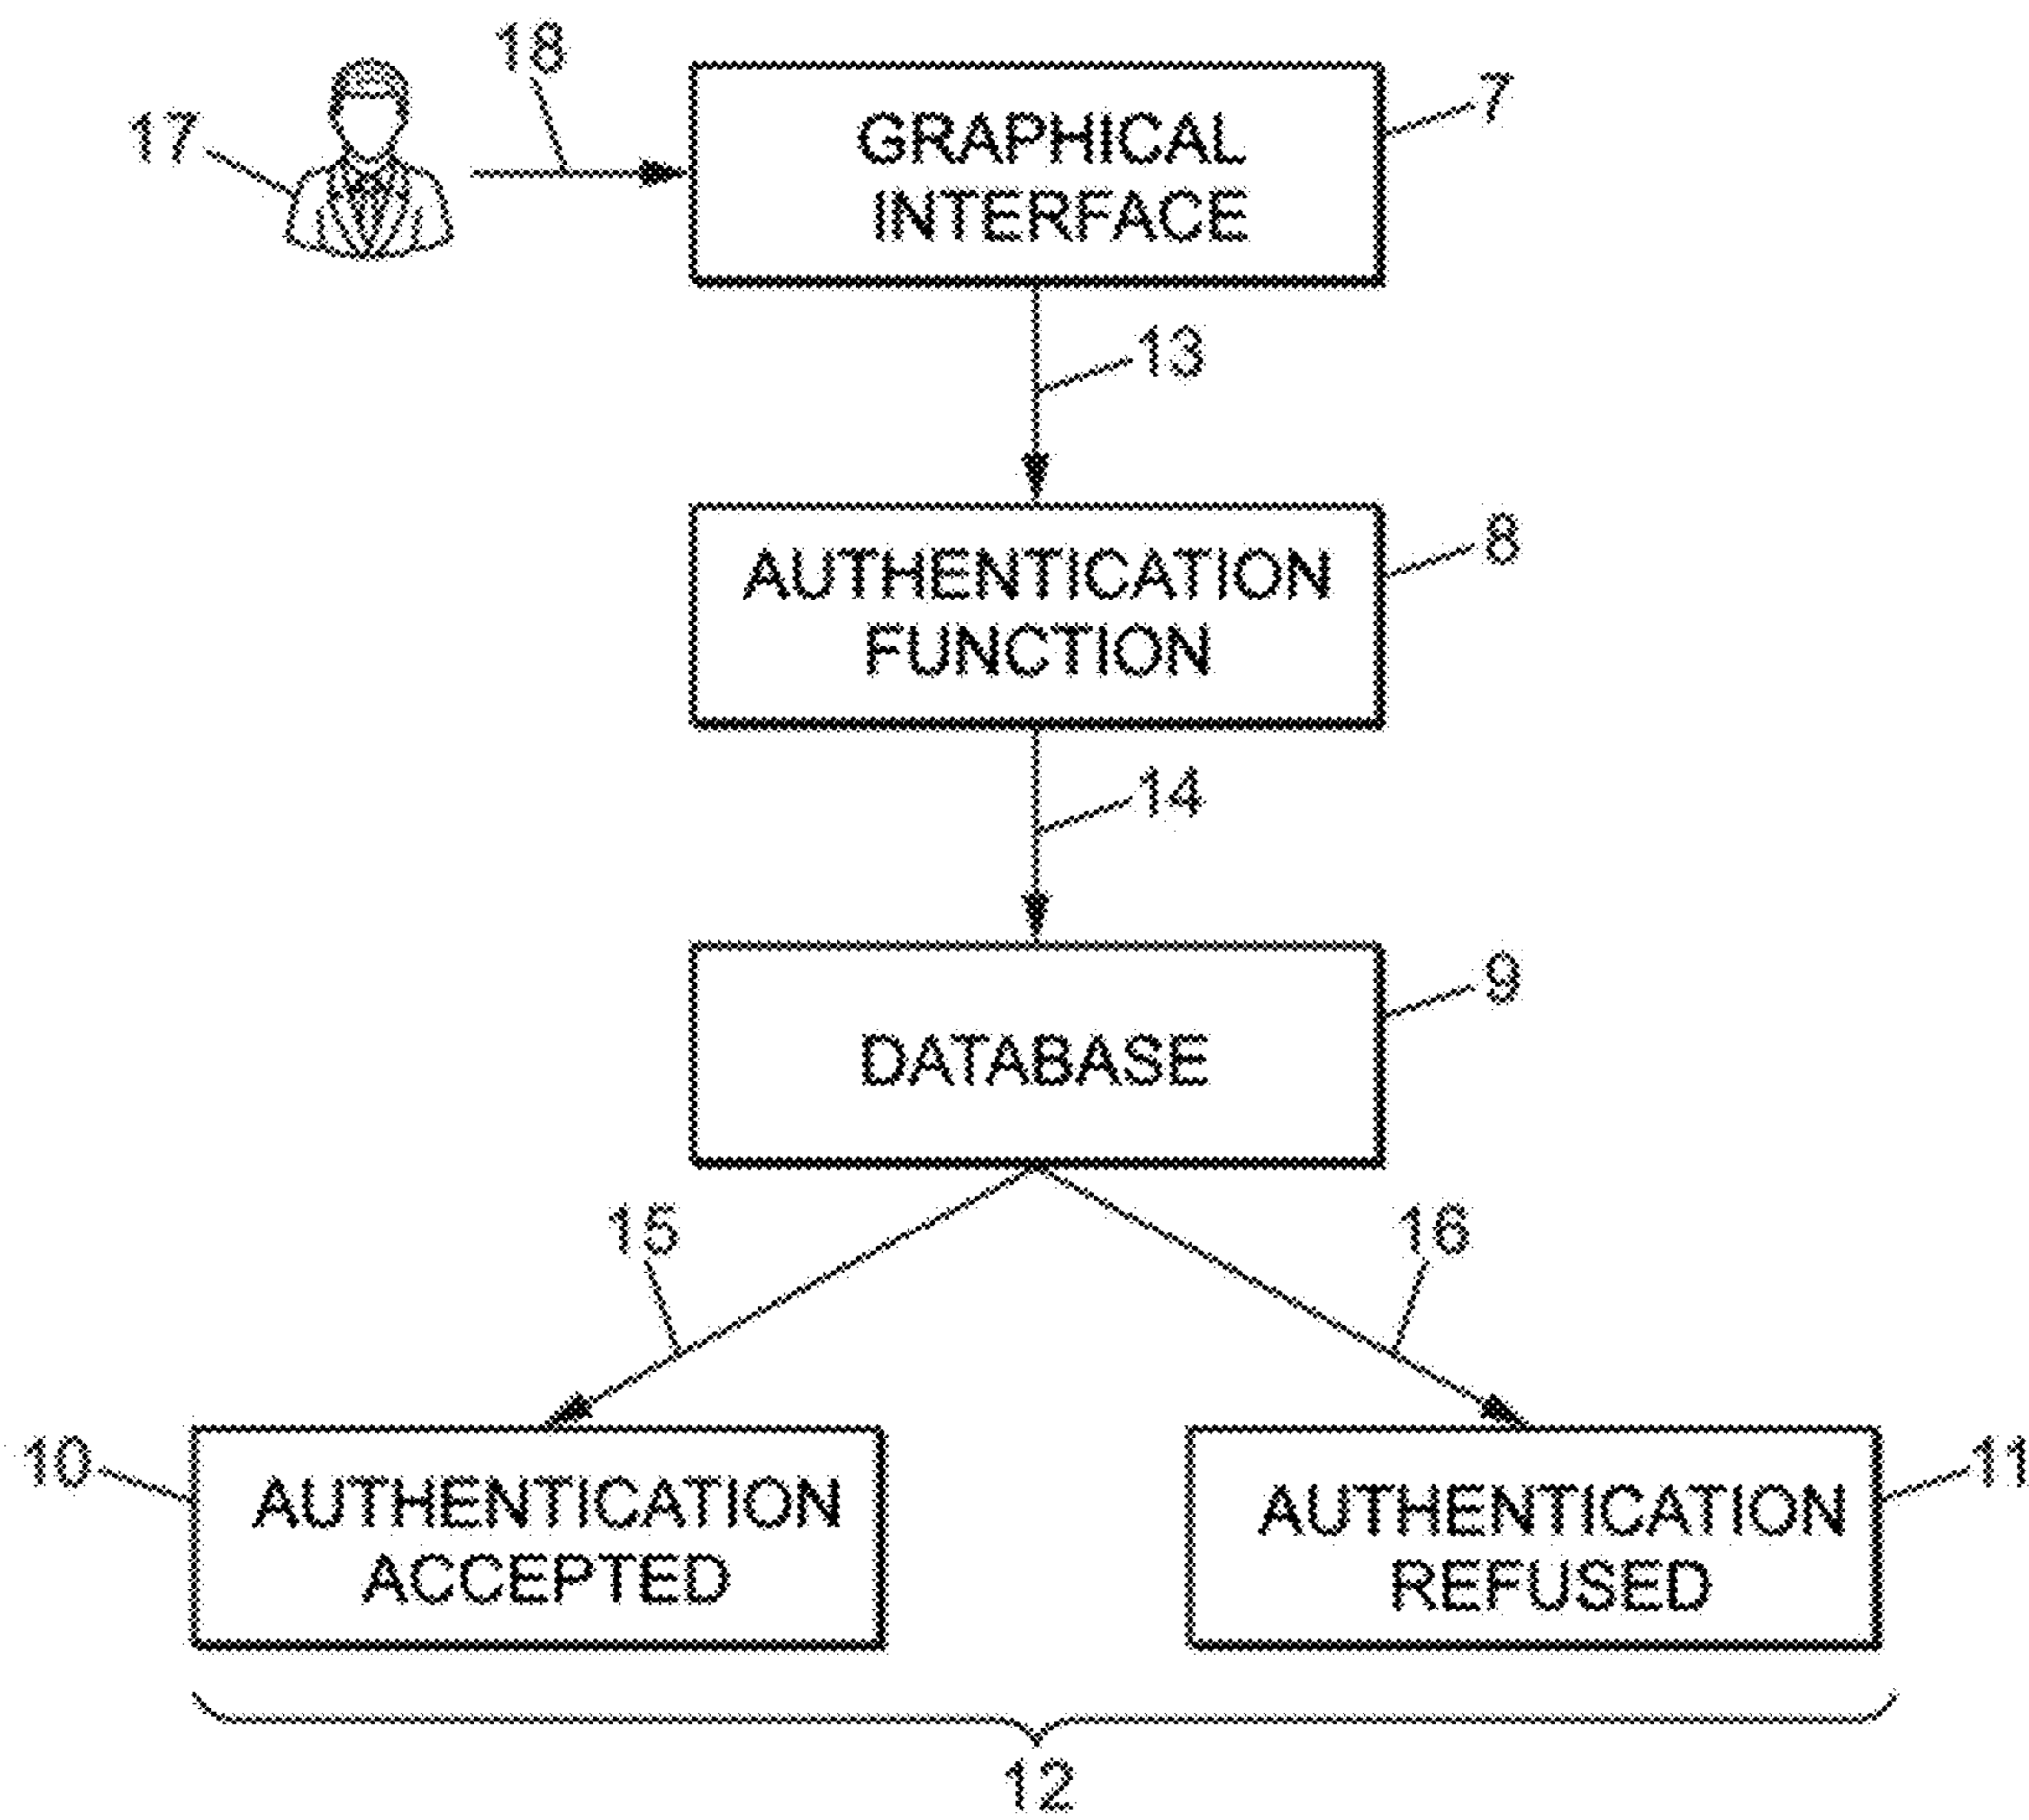 18
17
GRAPHICAL
INTERFACE
7
13
AUTHENTICATION
FUNCTION
8
14
DATABASE
9
15
16
10
AUTHENTICATION
ACCEPTED
AUTHENTICATION
REFUSED
11
12